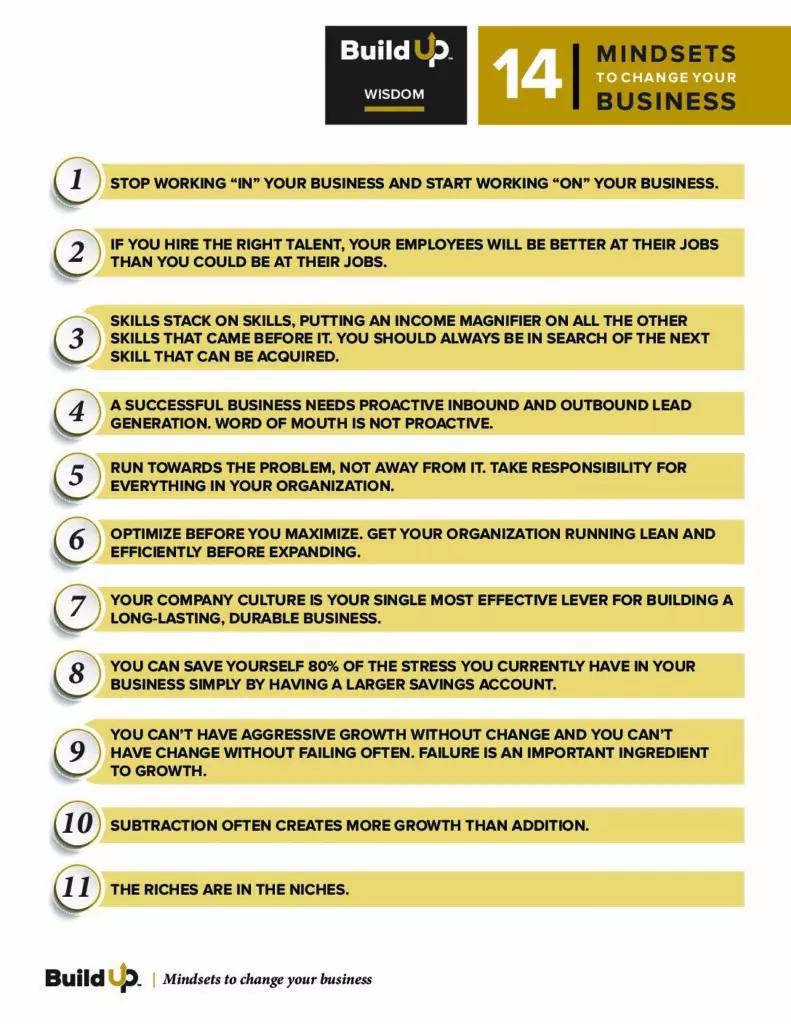 Build Up™
WISDOM
14
MINDSETS
TO CHANGE YOUR
BUSINESS
1
STOP WORKING “IN” YOUR BUSINESS AND START WORKING “ON” YOUR BUSINESS.
2
IF YOU HIRE THE RIGHT TALENT, YOUR EMPLOYEES WILL BE BETTER AT THEIR JOBS
THAN YOU COULD BE AT THEIR JOBS.
3
SKILLS STACK ON SKILLS, PUTTING AN INCOME MAGNIFIER ON ALL THE OTHER
SKILLS THAT CAME BEFORE IT. YOU SHOULD ALWAYS BE IN SEARCH OF THE NEXT
SKILL THAT CAN BE ACQUIRED.
4
A SUCCESSFUL BUSINESS NEEDS PROACTIVE INBOUND AND OUTBOUND LEAD
GENERATION. WORD OF MOUTH IS NOT PROACTIVE.
5
RUN TOWARDS THE PROBLEM, NOT AWAY FROM IT. TAKE RESPONSIBILITY FOR
EVERYTHING IN YOUR ORGANIZATION.
6
OPTIMIZE BEFORE YOU MAXIMIZE. GET YOUR ORGANIZATION RUNNING LEAN AND
EFFICIENTLY BEFORE EXPANDING.
7
YOUR COMPANY CULTURE IS YOUR SINGLE MOST EFFECTIVE LEVER FOR BUILDING A
LONG-LASTING, DURABLE BUSINESS.
8
YOU CAN SAVE YOURSELF 80% OF THE STRESS YOU CURRENTLY HAVE IN YOUR
BUSINESS SIMPLY BY HAVING A LARGER SAVINGS ACCOUNT.
9
YOU CAN’T HAVE AGGRESSIVE GROWTH WITHOUT CHANGE AND YOU CAN’T
HAVE CHANGE WITHOUT FAILING OFTEN. FAILURE IS AN IMPORTANT INGREDIENT
TO GROWTH.
10
SUBTRACTION OFTEN CREATES MORE GROWTH THAN ADDITION.
11
THE RICHES ARE IN THE NICHES.
Build Up™ | Mindsets to change your business